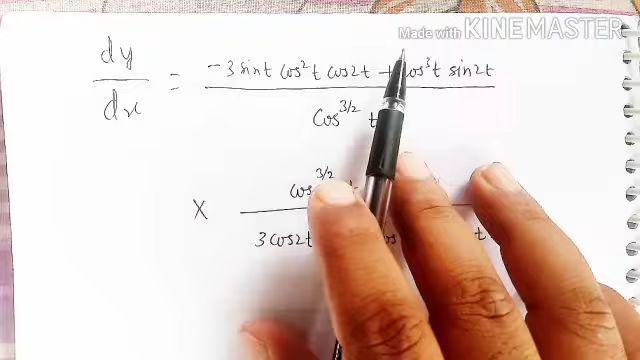 Made with KINEMASTER
dy/dx = -3 sint cos²t cos2t + cos³t sin2t
cos^3/2 t
× cos^3/2
3 cos2t t